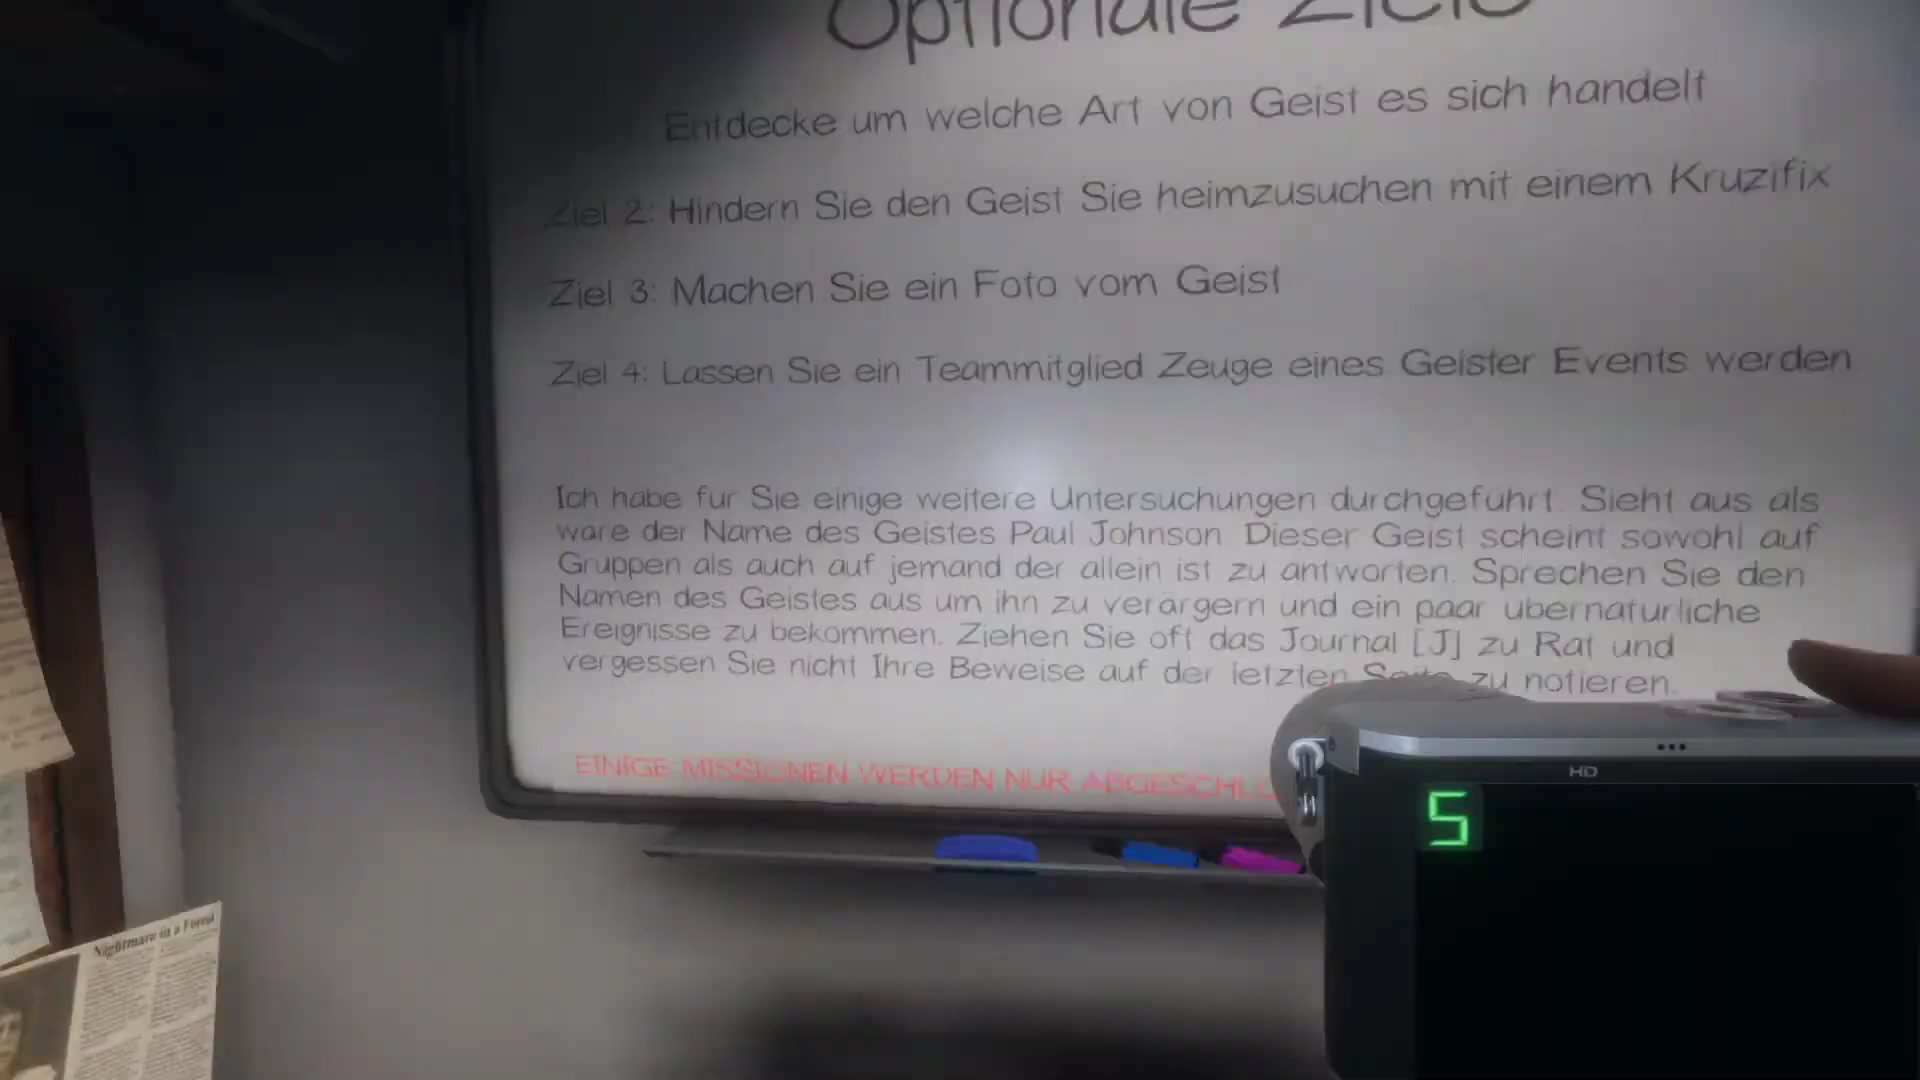 Optionale Ziele
Entdecke um welche Art von Geist es sich handelt
Ziel 2: Hindern Sie den Geist Sie heimzusuchen mit einem Kruzifix
Ziel 3: Machen Sie ein Foto vom Geist
Ziel 4: Lassen Sie ein Teammitglied Zeuge eines Geister Events werden
Ich habe fur Sie einige weitere Untersuchungen durchgefuhrt. Sieht aus als
ware der Name des Geistes Paul Johnson. Dieser Geist scheint sowohl auf
Gruppen als auch auf jemand der allein ist zu antworten. Sprechen Sie den
Namen des Geistes aus um ihn zu verargern und ein paar ubernaturliche
Ereignisse zu bekommen. Ziehen Sie oft das Journal [J] zu Rat und
vergessen Sie nicht Ihre Beweise auf der letzten Seite zu notieren.
EINIGE MISSIONEN WERDEN NUR
HD
5
Nightmare in a Forest